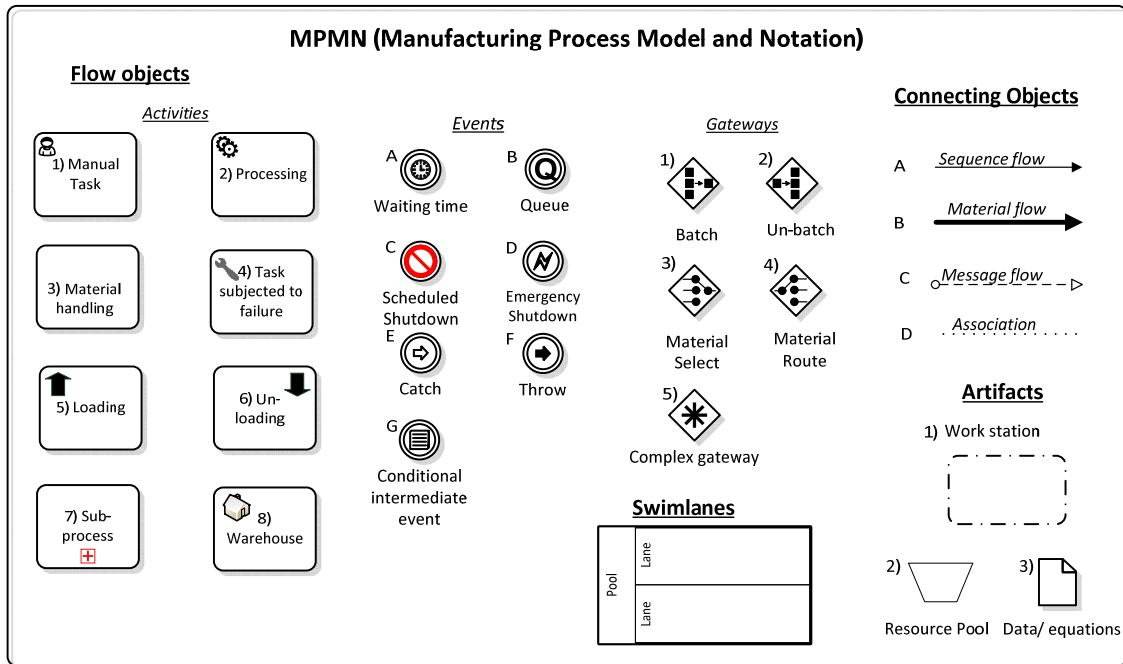 MPMN (Manufacturing Process Model and Notation)
Flow objects
Activities
1) Manual
Task
2) Processing
3) Material
handling
4) Task
subjected to
failure
5) Loading
6) Un-
loading
7) Sub-
process
8)
Warehouse
Events
A
Waiting time
B
Q
Queue
C
Scheduled
Shutdown
D
Emergency
Shutdown
E
Catch
F
Throw
G
Conditional
intermediate
event
Gateways
1)
Batch
2)
Un-batch
3)
Material
Select
4)
Material
Route
5)
Complex gateway
Swimlanes
Pool
Lane
Lane
Connecting Objects
A
Sequence flow
B
Material flow
C
Message flow
D
Association
Artifacts
1) Work station
2)
Resource Pool
3)
Data/ equations